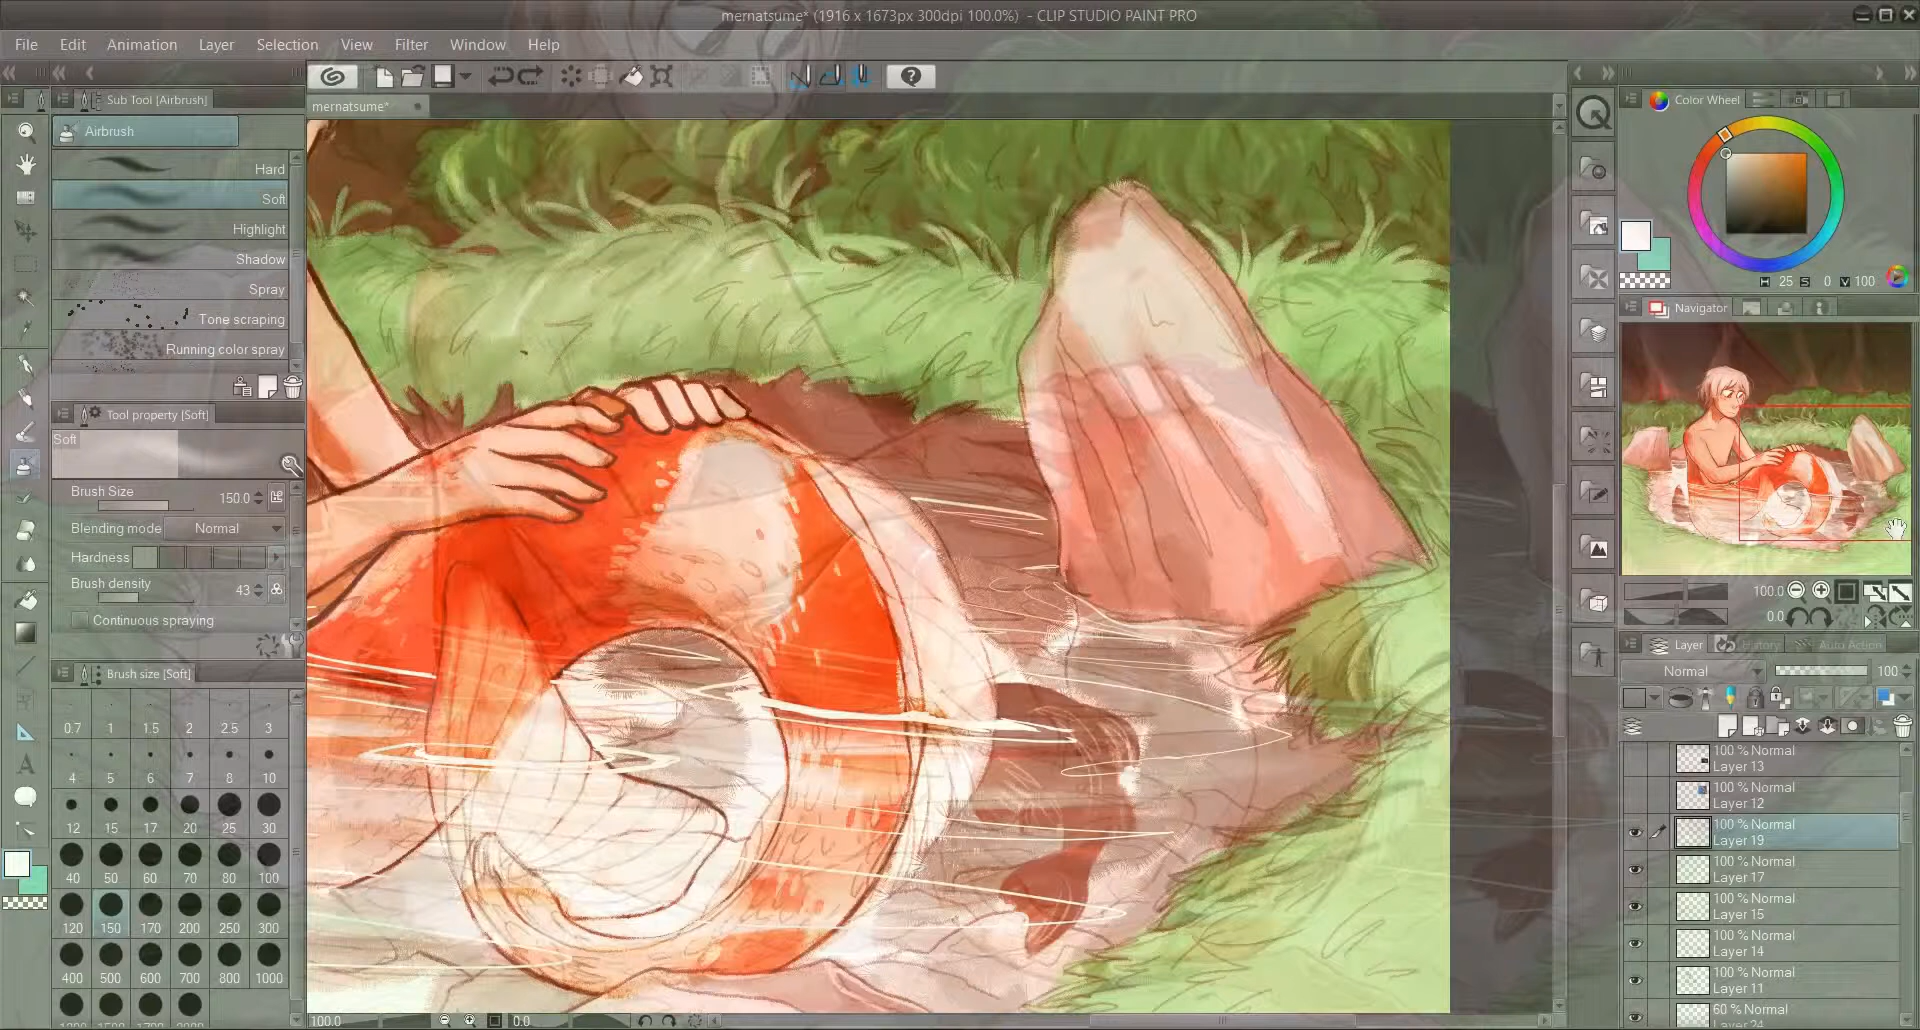 mernatsume* (1916 x 1673px 300dpi 100.0%) - CLIP STUDIO PAINT PRO
File Edit Animation Layer Selection View Filter Window Help
Sub Tool [Airbrush]
Airbrush
Hard
Soft
Highlight
Shadow
Spray
Tone scraping
Running color spray
Tool property [Soft]
Soft
Brush Size 150.0
Blending mode Normal
Hardness
Brush density 43
Continuous spraying
Brush size [Soft]
0.7 1 1.5 2 2.5 3
4 5 6 7 8 10
12 15 17 20 25 30
40 50 60 70 80 100
120 150 170 200 250 300
400 500 600 700 800 1000
mernatsume*
100.0 0.0
Color Wheel
H 25 S 0 V 100
Navigator
100.0
0.0
Layer History Auto Action
Normal 100
100 % Normal
Layer 13
100 % Normal
Layer 12
100 % Normal
Layer 19
100 % Normal
Layer 17
100 % Normal
Layer 15
100 % Normal
Layer 14
100 % Normal
Layer 11
60 % Normal
Layer 24